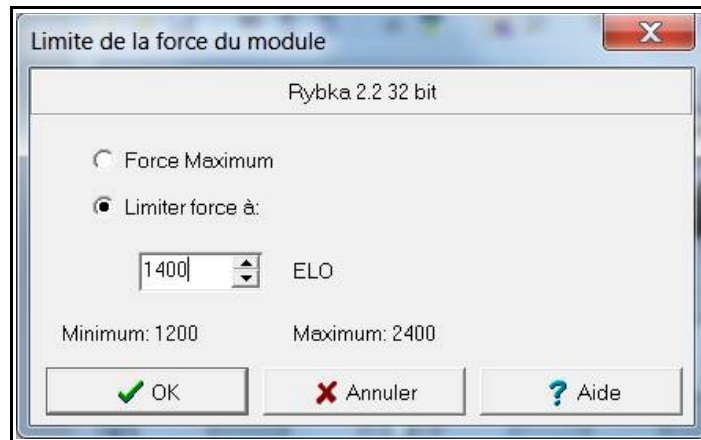 Limite de la force du module
Rybka 2.2 32 bit
Force Maximum
Limiter force à:
1400 ELO
Minimum: 1200 Maximum: 2400
OK Annuler Aide